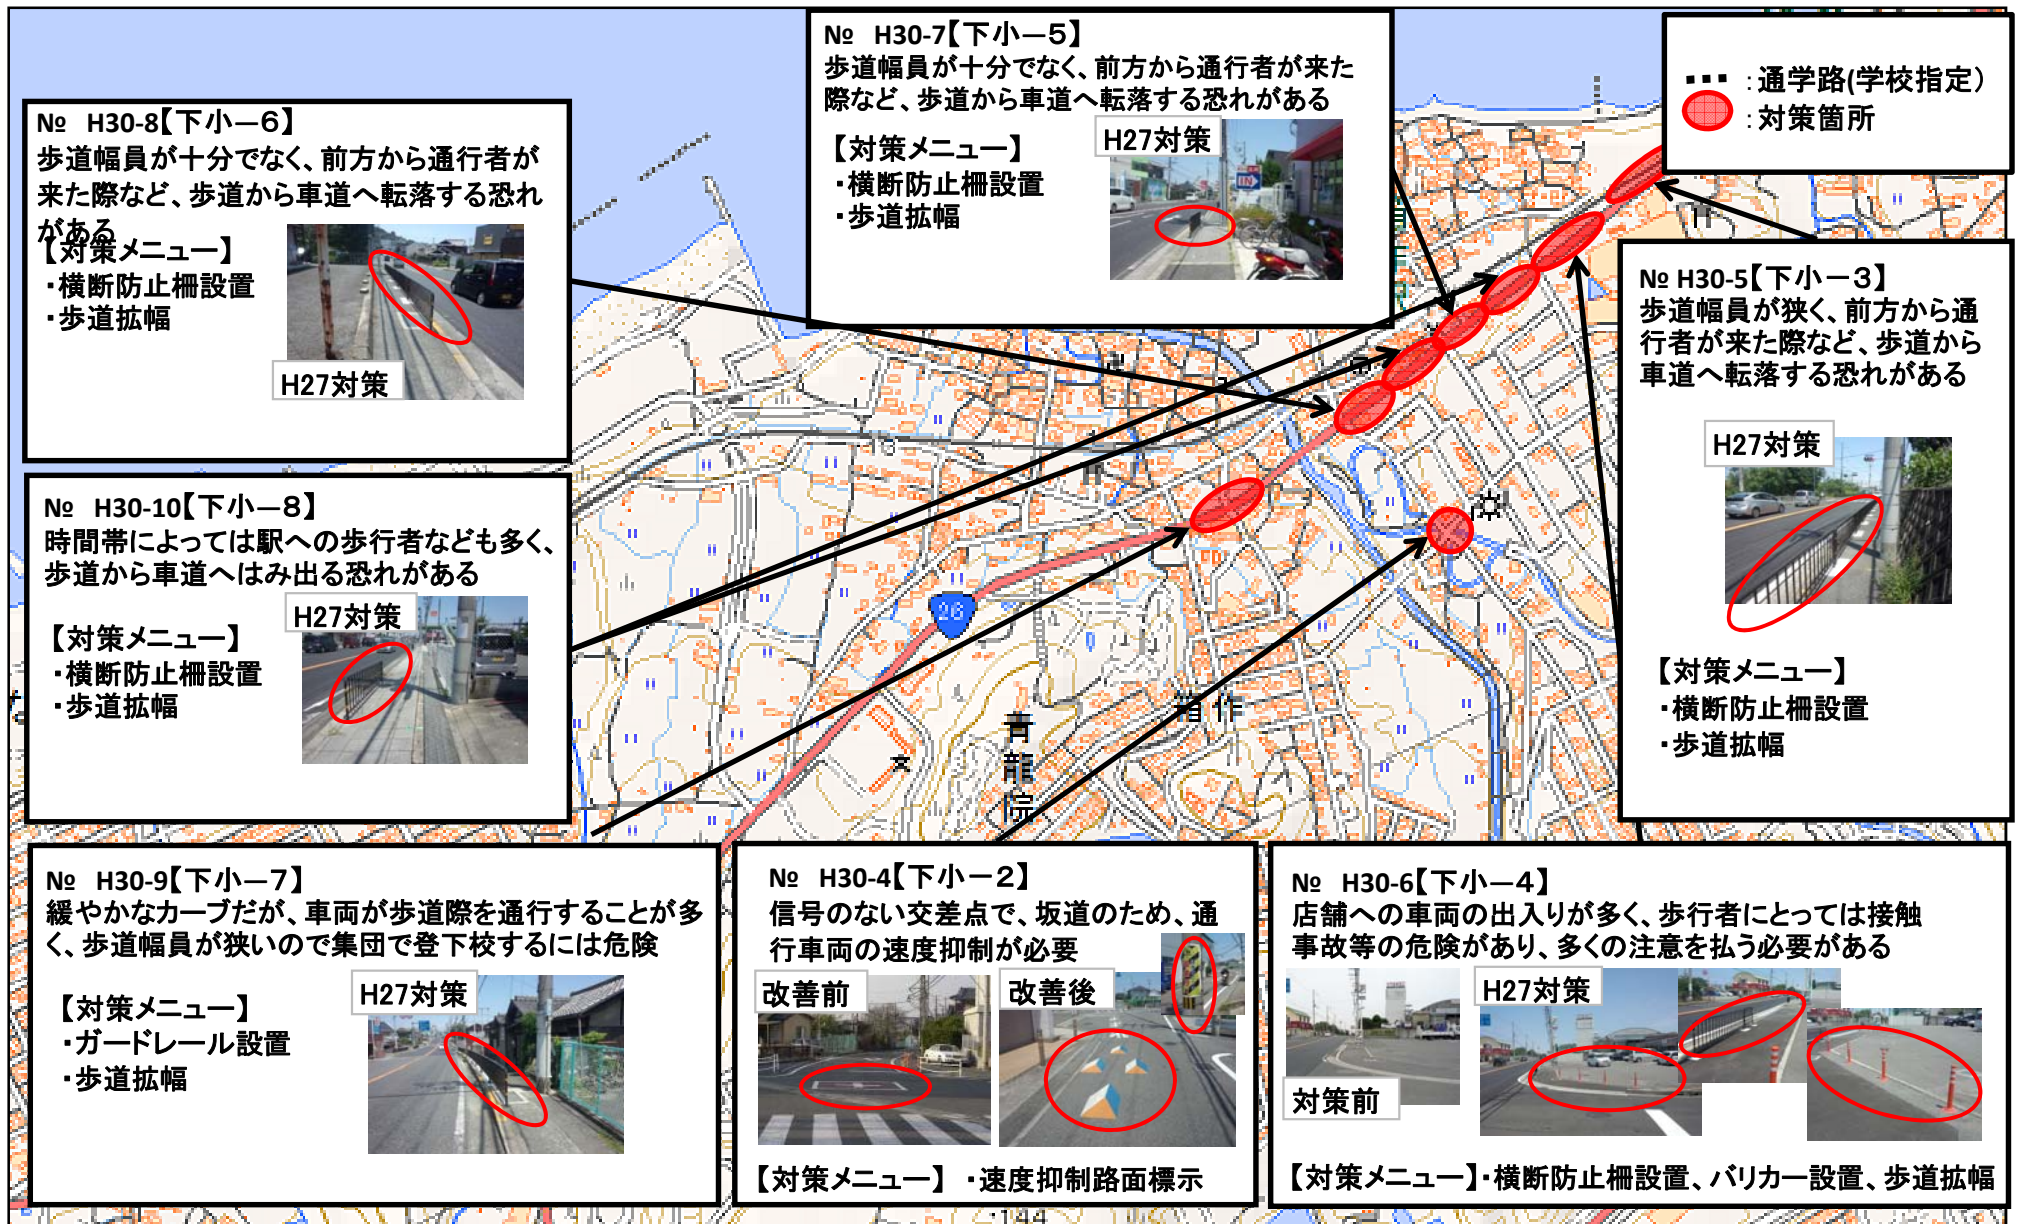 № H30-7【下小－5】
歩道幅員が十分でなく、前方から通行者が来た
際など、歩道から車道へ転落する恐れがある
【対策メニュー】
・横断防止柵設置
・歩道拡幅
H27対策
：通学路(学校指定)
：対策箇所
№ H30-8【下小－6】
歩道幅員が十分でなく、前方から通行者が
来た際など、歩道から車道へ転落する恐れ
がある
【対策メニュー】
・横断防止柵設置
・歩道拡幅
H27対策
№ H30-5【下小－3】
歩道幅員が狭く、前方から通
行者が来た際など、歩道から
車道へ転落する恐れがある
H27対策
【対策メニュー】
・横断防止柵設置
・歩道拡幅
№ H30-10【下小－8】
時間帯によっては駅への歩行者なども多く、
歩道から車道へはみ出る恐れがある
【対策メニュー】
・横断防止柵設置
・歩道拡幅
H27対策
26
青龍院
№ H30-9【下小－7】
緩やかなカーブだが、車両が歩道際を通行することが多
く、歩道幅員が狭いので集団で登下校するには危険
【対策メニュー】
・ガードレール設置
・歩道拡幅
H27対策
№ H30-4【下小－2】
信号のない交差点で、坂道のため、通
行車両の速度抑制が必要
改善前
改善後
【対策メニュー】 ・速度抑制路面標示
№ H30-6【下小－4】
店舗への車両の出入りが多く、歩行者にとっては接触
事故等の危険があり、多くの注意を払う必要がある
対策前
H27対策
【対策メニュー】・横断防止柵設置、バリカー設置、歩道拡幅